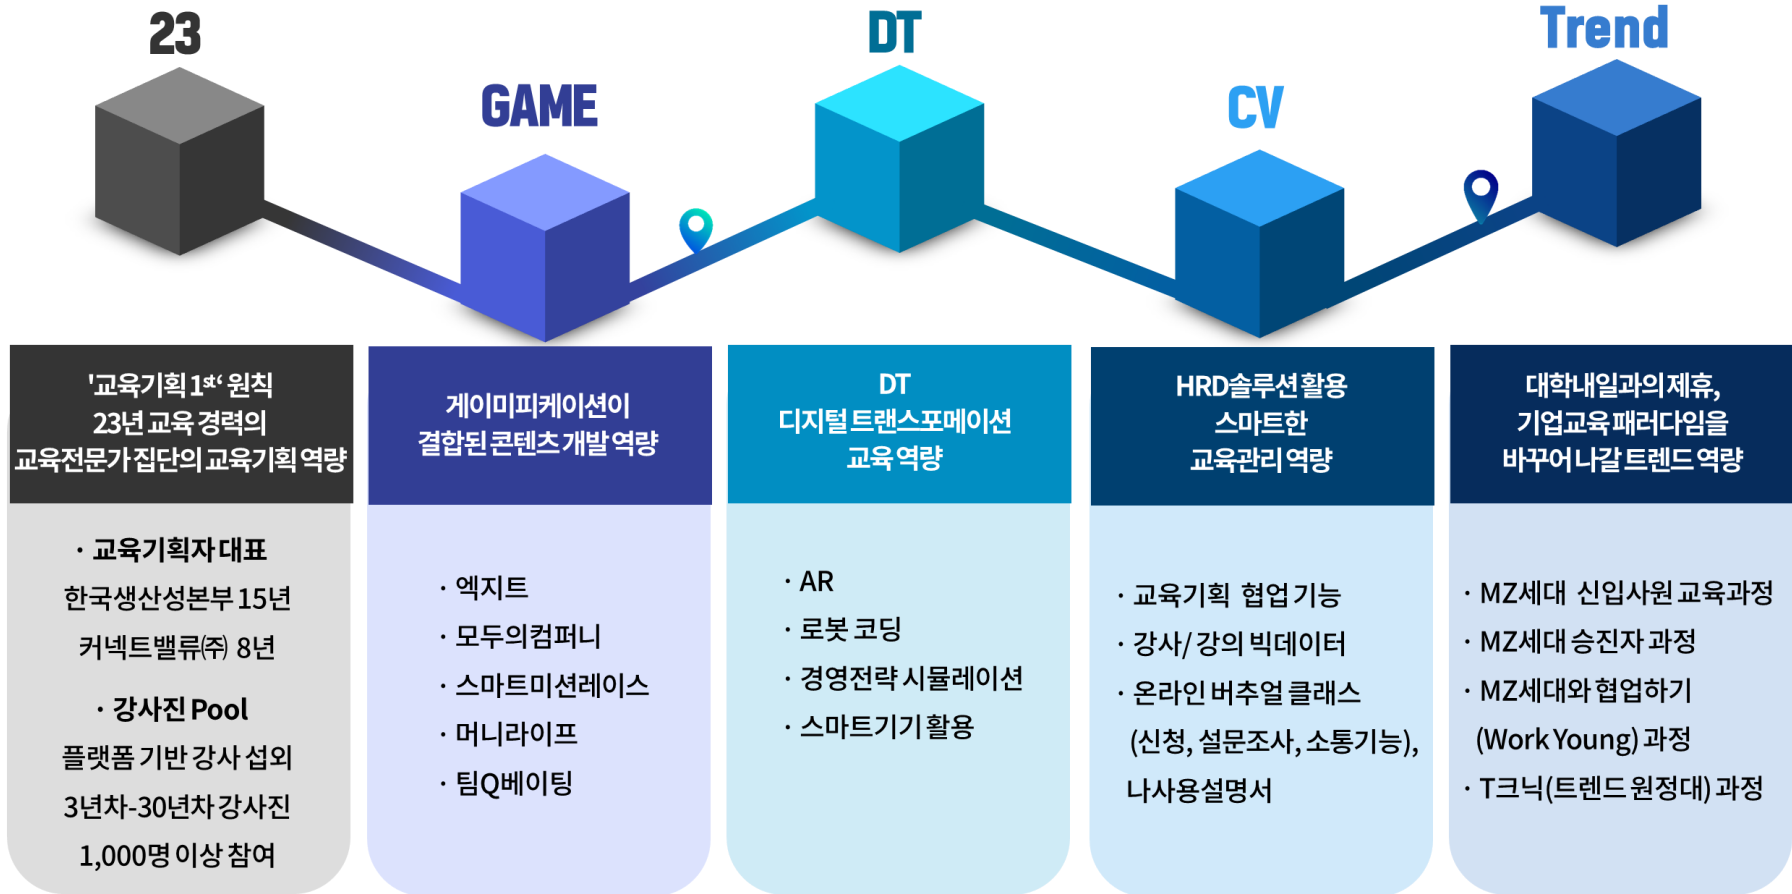 23
'교육기획 1st‘ 원칙
23년 교육 경력의
교육전문가 집단의 교육기획 역량
· 교육기획자 대표
한국생산성본부 15년
커넥트밸류㈜ 8년
· 강사진 Pool
플랫폼 기반 강사 섭외
3년차-30년차 강사진
1,000명 이상 참여
GAME
게이미피케이션이
결합된 콘텐츠 개발 역량
· 엑지트
· 모두의컴퍼니
· 스마트미션레이스
· 머니라이프
· 팀Q베이팅
DT
DT
디지털 트랜스포메이션
교육 역량
· AR
· 로봇 코딩
· 경영전략 시뮬레이션
· 스마트기기 활용
CV
HRD솔루션 활용
스마트한
교육관리 역량
· 교육기획 협업 기능
· 강사/ 강의 빅데이터
· 온라인 버추얼 클래스
(신청, 설문조사, 소통기능),
나사용설명서
Trend
대학내일과의 제휴,
기업교육 패러다임을
바꾸어 나갈 트렌드 역량
· MZ세대 신입사원 교육과정
· MZ세대 승진자 과정
· MZ세대와 협업하기
(Work Young) 과정
· T크닉(트렌드 원정대) 과정